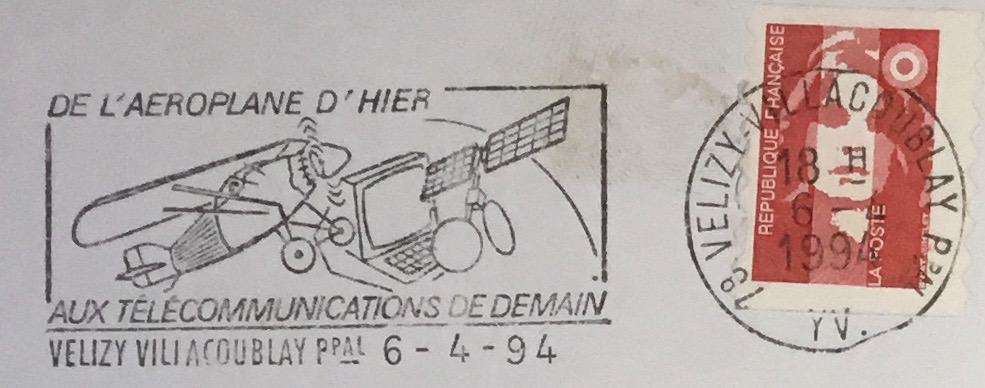 DE L'AEROPLANE D'HIER
AUX TÉLÉCOMMUNICATIONS DE DEMAIN
VELIZY VILLACOUBLAY PPAL 6 - 4 - 94
RÉPUBLIQUE FRANÇAISE
LA POSTE
78 VELIZY-VILLACOUBLAY PPAL
18 H
6
1994
YV.